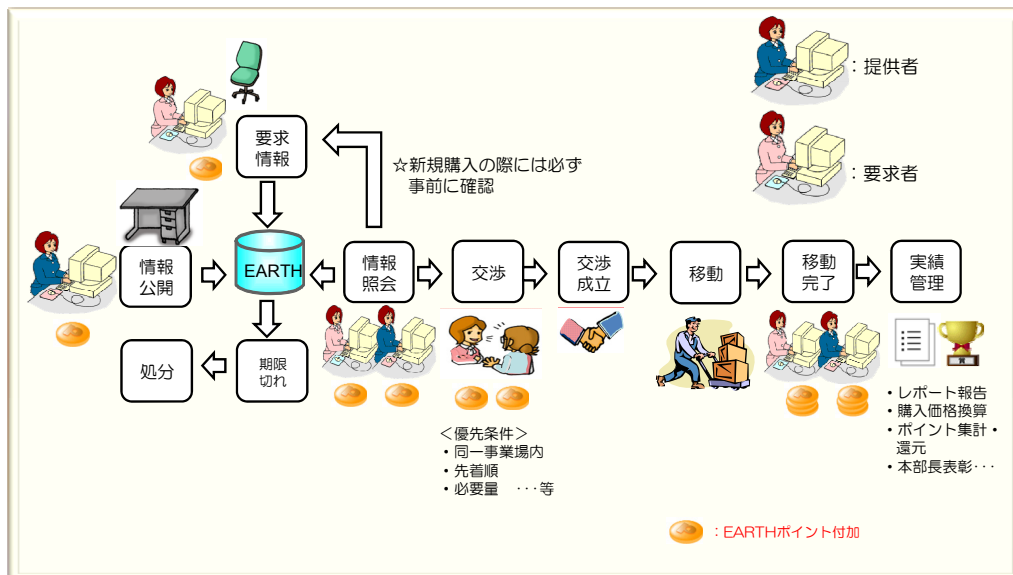 ：提供者
：要求者
要求
情報
☆新規購入の際には必ず
事前に確認
情報
公開
EARTH
情報
照会
交渉
交渉
成立
移動
移動
完了
実績
管理
処分
期限
切れ
＜優先条件＞
・同一事業場内
・先着順
・必要量　･･･等
・レポート報告
・購入価格換算
・ポイント集計・
還元
・本部長表彰･･･
：EARTHポイント付加